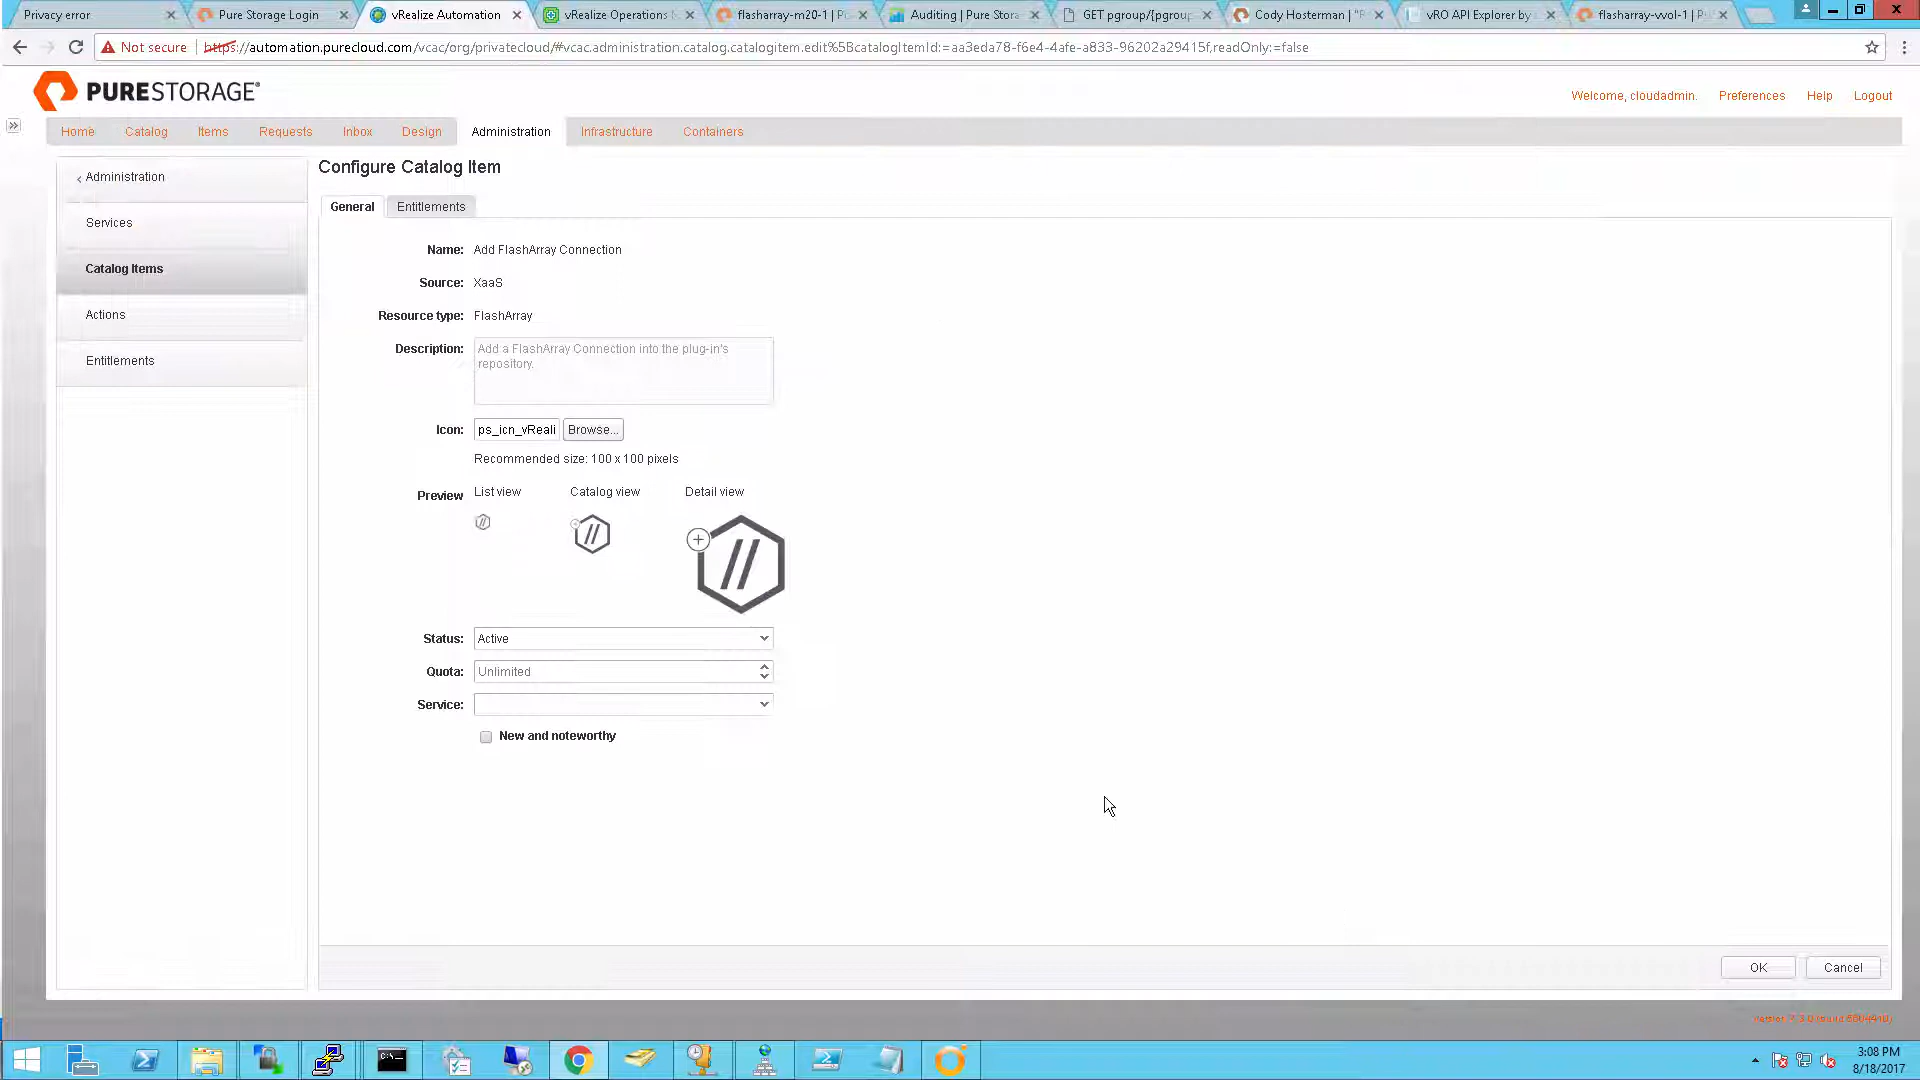 Privacy error
Pure Storage Login
vRealize Automation
vRealize Operations
flasharray-m20-1 | P
Auditing | Pure Stora
GET pgroup/{pgroup
Cody Hosterman | "R
vRO API Explorer by
flasharray-vvol-1 | P
Not secure
https://automation.purecloud.com/vcac/org/privatecloud/#vcac.administration.catalog.catalogitem.edit%5BcatalogItemId:=aa3eda78-f6e4-4afe-a833-96202a29415f,readOnly:=false
PURESTORAGE®
Welcome, cloudadmin.
Preferences
Help
Logout
Home
Catalog
Items
Requests
Inbox
Design
Administration
Infrastructure
Containers
Administration
Services
Catalog Items
Actions
Entitlements
Configure Catalog Item
General
Entitlements
Name: Add FlashArray Connection
Source: XaaS
Resource type: FlashArray
Description: Add a FlashArray Connection into the plug-in's
repository.
Icon: ps_icn_vReali Browse...
Recommended size: 100 x 100 pixels
Preview List view Catalog view Detail view
Status: Active
Quota: Unlimited
Service:
New and noteworthy
OK
Cancel
C:\_
3:08 PM
8/18/2017